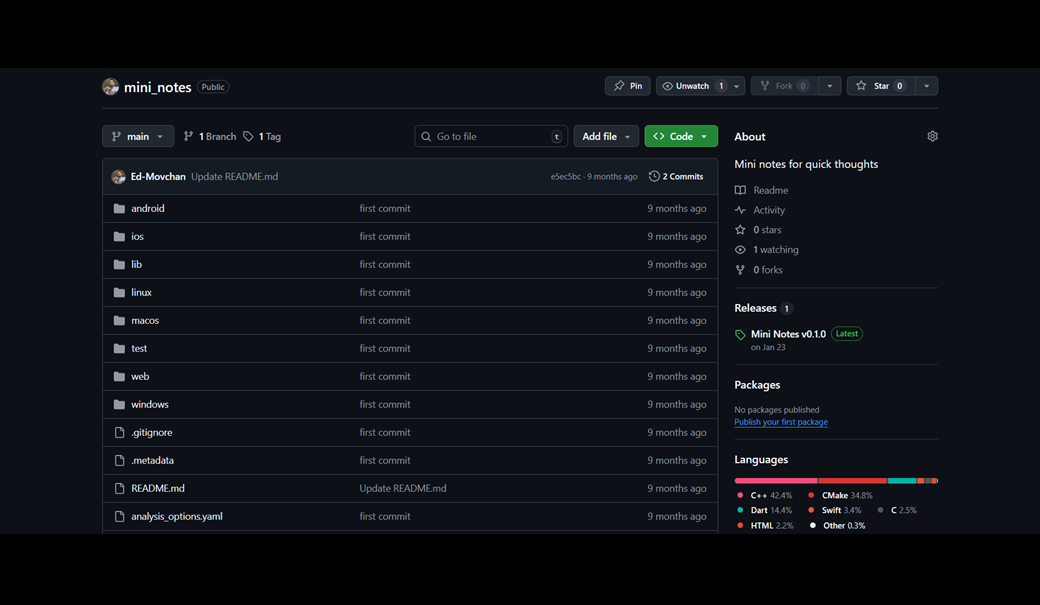 mini_notes Public Pin Unwatch 1 Fork 0 Star 0
main 1 Branch 1 Tag Go to file t Add file Code
Ed-Movchan Update README.md e5ec5bc · 9 months ago 2 Commits
android first commit 9 months ago
ios first commit 9 months ago
lib first commit 9 months ago
linux first commit 9 months ago
macos first commit 9 months ago
test first commit 9 months ago
web first commit 9 months ago
windows first commit 9 months ago
.gitignore first commit 9 months ago
.metadata first commit 9 months ago
README.md Update README.md 9 months ago
analysis_options.yaml first commit 9 months ago
About
Mini notes for quick thoughts
Readme
Activity
0 stars
1 watching
0 forks
Releases 1
Mini Notes v0.1.0 Latest
on Jan 23
Packages
No packages published
Publish your first package
Languages
C++ 42.4% CMake 34.8%
Dart 14.4% Swift 3.4% C 2.5%
HTML 2.2% Other 0.3%